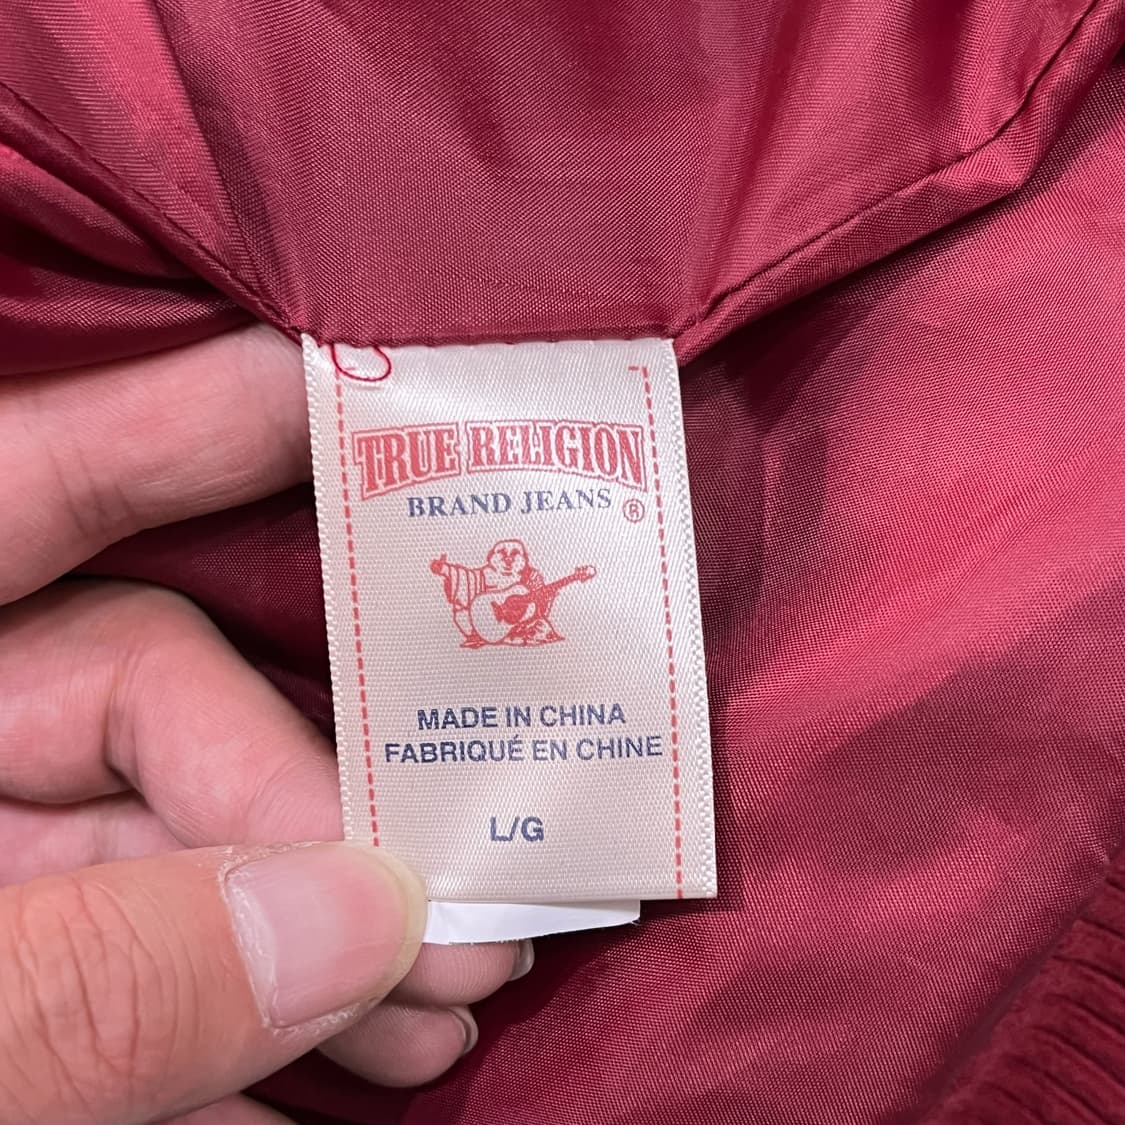 TRUE RELIGION
BRAND JEANS ®
MADE IN CHINA
FABRIQUÉ EN CHINE
L/G